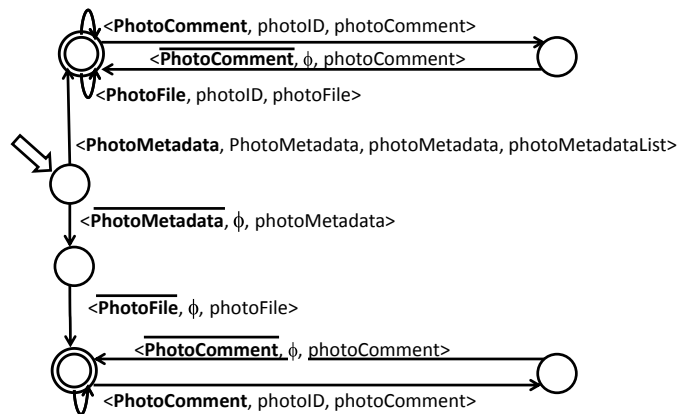 <PhotoComment, photoID, photoComment>
<PhotoComment, ϕ, photoComment>
<PhotoFile, photoID, photoFile>
<PhotoMetadata, PhotoMetadata, photoMetadata, photoMetadataList>
<PhotoMetadata, ϕ, photoMetadata>
<PhotoFile, ϕ, photoFile>
<PhotoComment, ϕ, photoComment>
<PhotoComment, photoID, photoComment>